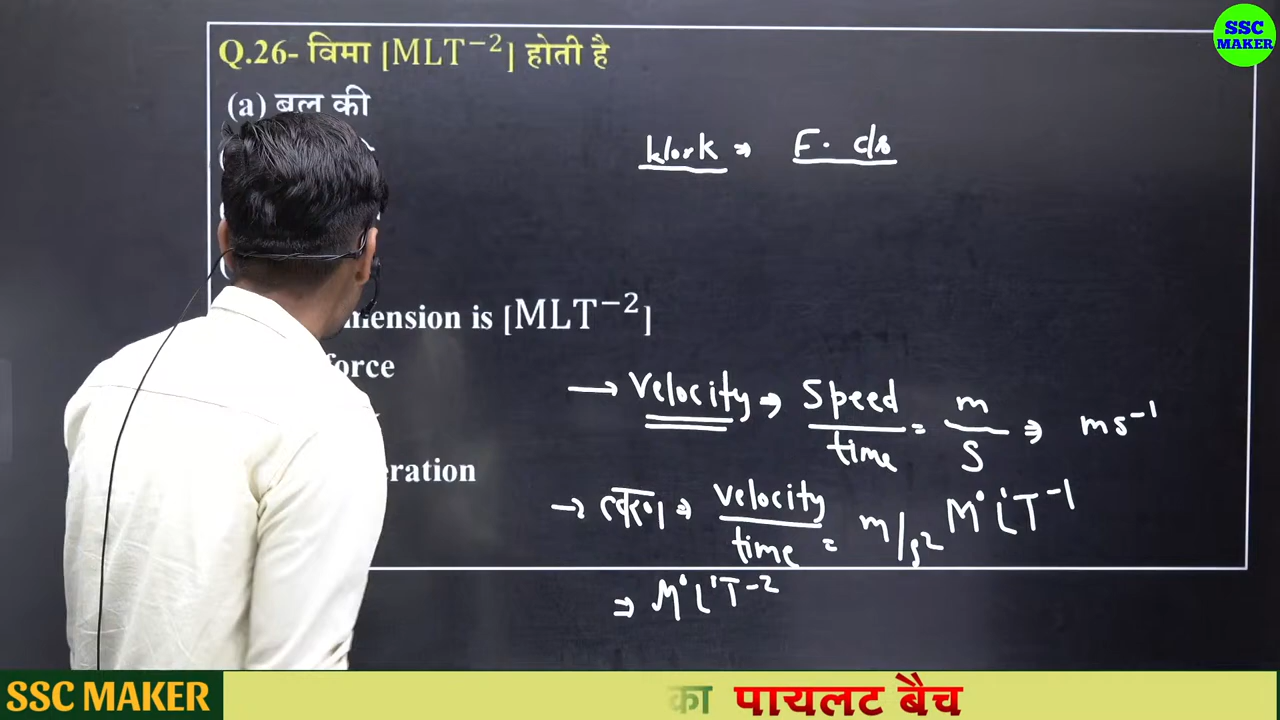 SSC
MAKER
Q.26- विमा [MLT⁻²] होती है
(a) बल की
Work ⇒ F. ds
mension is [MLT⁻²]
force
→ Velocity ⇒ Speed/time = m/s ⇒ ms⁻¹
eration
→ त्वरण ⇒ velocity/time = m/s² M⁰L¹T⁻¹
⇒ M⁰L¹T⁻²
SSC MAKER
का पायलट बैच